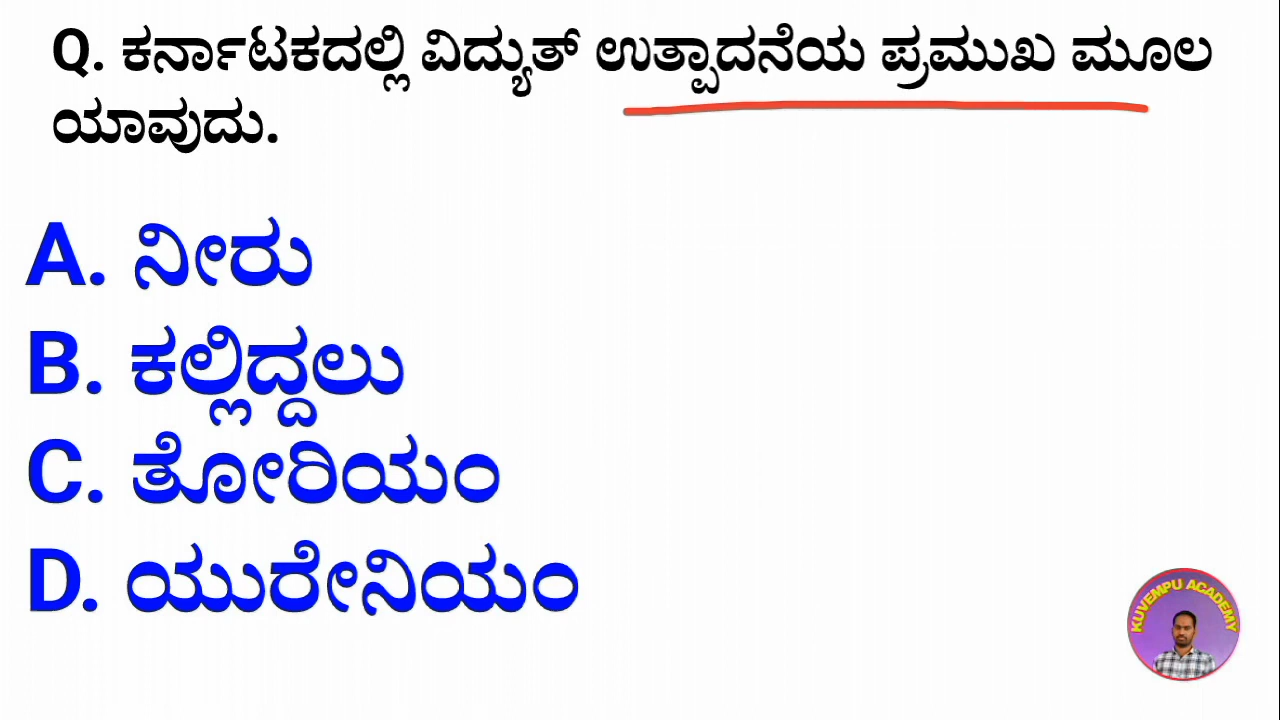 Q. ಕರ್ನಾಟಕದಲ್ಲಿ ವಿದ್ಯುತ್ ಉತ್ಪಾದನೆಯ ಪ್ರಮುಖ ಮೂಲ
ಯಾವುದು.
A. ನೀರು
B. ಕಲ್ಲಿದ್ದಲು
C. ತೋರಿಯಂ
D. ಯುರೇನಿಯಂ
KUVEMPU ACADEMY